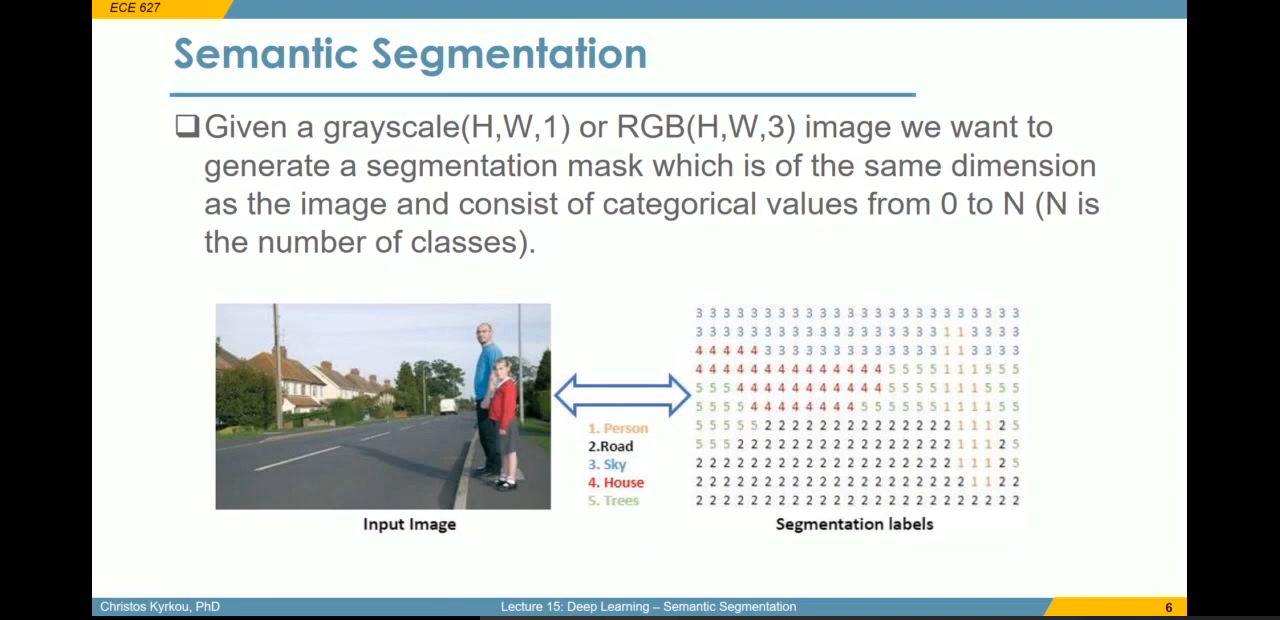 ECE 627
Semantic Segmentation
Given a grayscale(H,W,1) or RGB(H,W,3) image we want to
generate a segmentation mask which is of the same dimension
as the image and consist of categorical values from 0 to N (N is
the number of classes).
1. Person
2.Road
3. Sky
4. House
5. Trees
3 3 3 3 3 3 3 3 3 3 3 3 3 3 3 3 3 3 3 3 3 3 3 3
3 3 3 3 3 3 3 3 3 3 3 3 3 3 3 3 3 3 1 1 3 3 3 3
4 4 4 4 4 3 3 3 3 3 3 3 3 3 3 3 3 3 1 1 3 3 3 3
4 4 4 4 4 4 4 4 4 4 4 4 4 4 5 5 5 5 1 1 1 5 5 5
5 5 5 4 4 4 4 4 4 4 4 4 4 4 5 5 5 5 1 1 1 5 5 5
5 5 5 5 4 4 4 4 4 4 4 4 5 5 5 5 5 5 1 1 1 1 5 5
5 5 5 5 5 2 2 2 2 2 2 2 2 2 2 2 2 2 2 1 1 1 2 5
5 5 5 2 2 2 2 2 2 2 2 2 2 2 2 2 2 2 2 1 1 1 2 5
2 2 2 2 2 2 2 2 2 2 2 2 2 2 2 2 2 2 2 1 1 1 2 5
2 2 2 2 2 2 2 2 2 2 2 2 2 2 2 2 2 2 2 2 1 1 2 2
2 2 2 2 2 2 2 2 2 2 2 2 2 2 2 2 2 2 2 2 2 2 2 2
Input Image
Segmentation labels
Christos Kyrkou, PhD
Lecture 15: Deep Learning – Semantic Segmentation
6